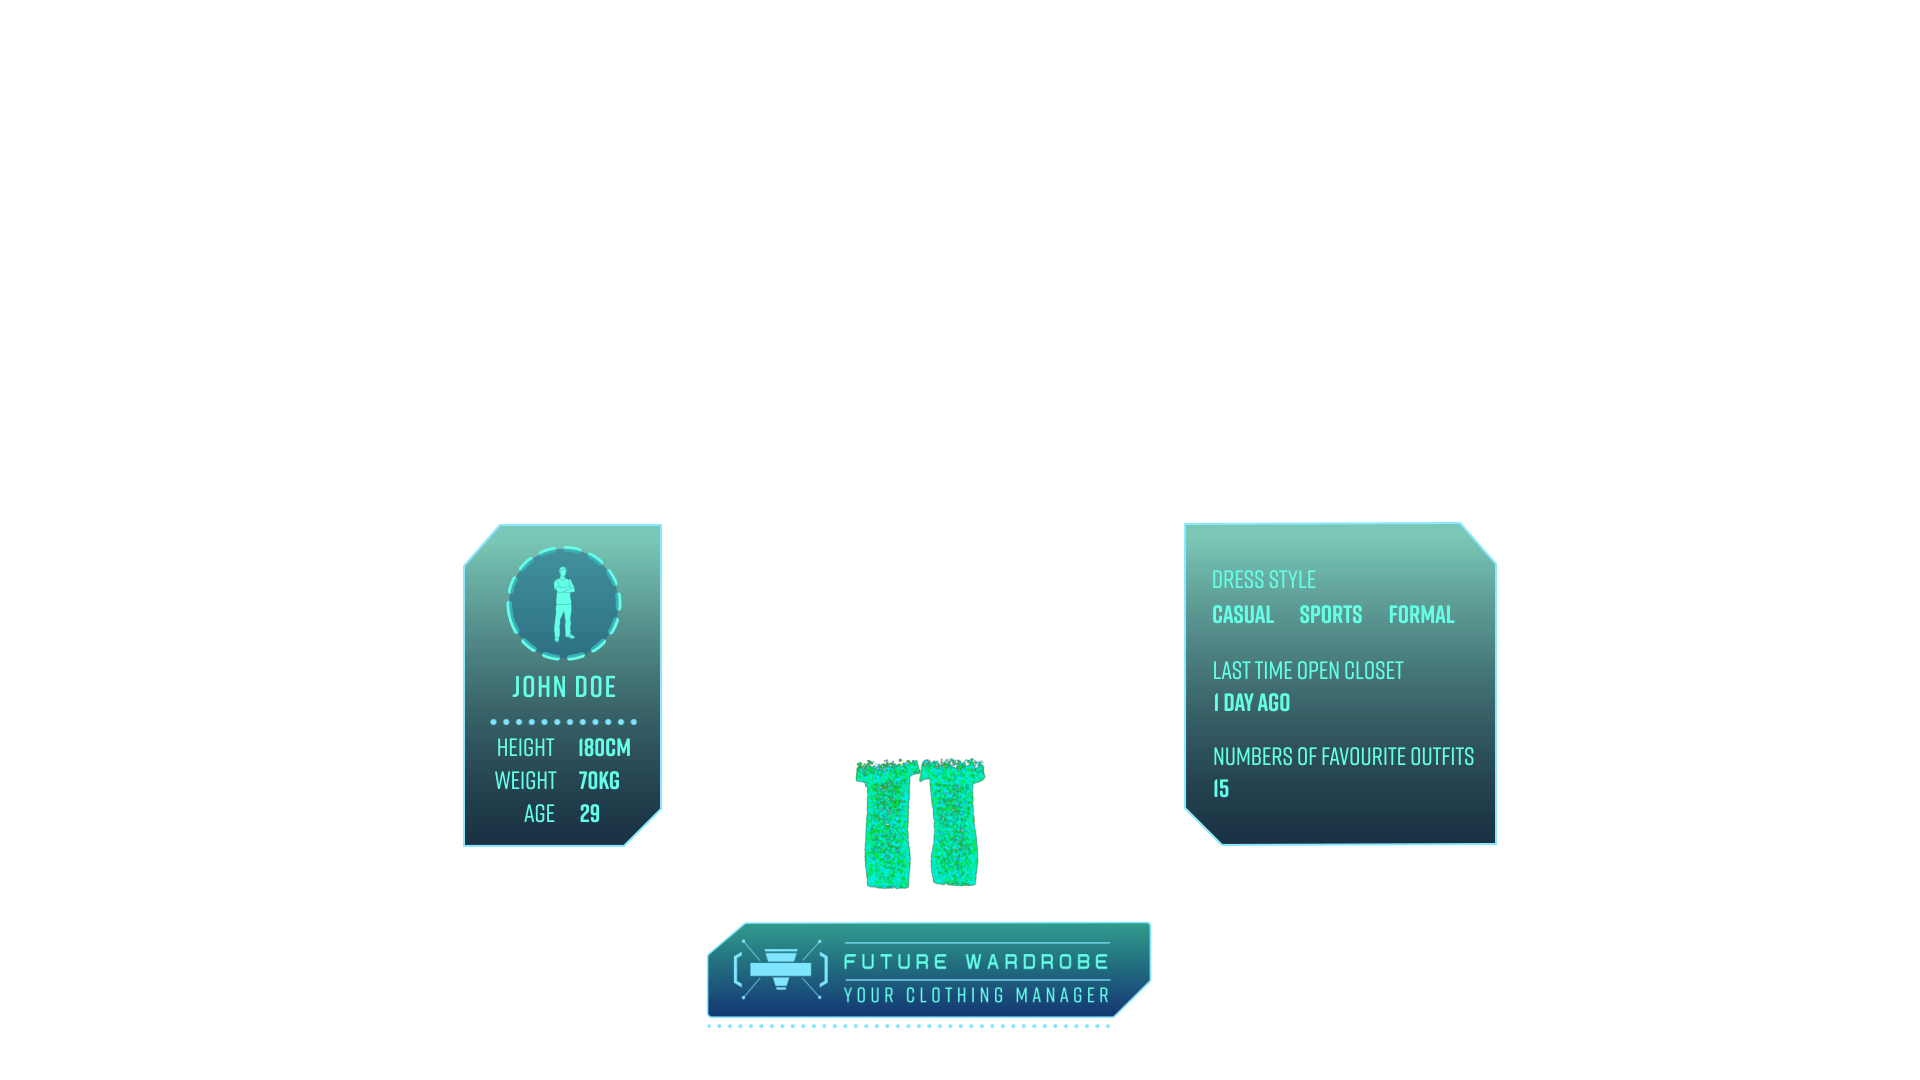 JOHN DOE
HEIGHT 180CM
WEIGHT 70KG
AGE 29
DRESS STYLE
CASUAL SPORTS FORMAL
LAST TIME OPEN CLOSET
1 DAY AGO
NUMBERS OF FAVOURITE OUTFITS
15
FUTURE WARDROBE
YOUR CLOTHING MANAGER